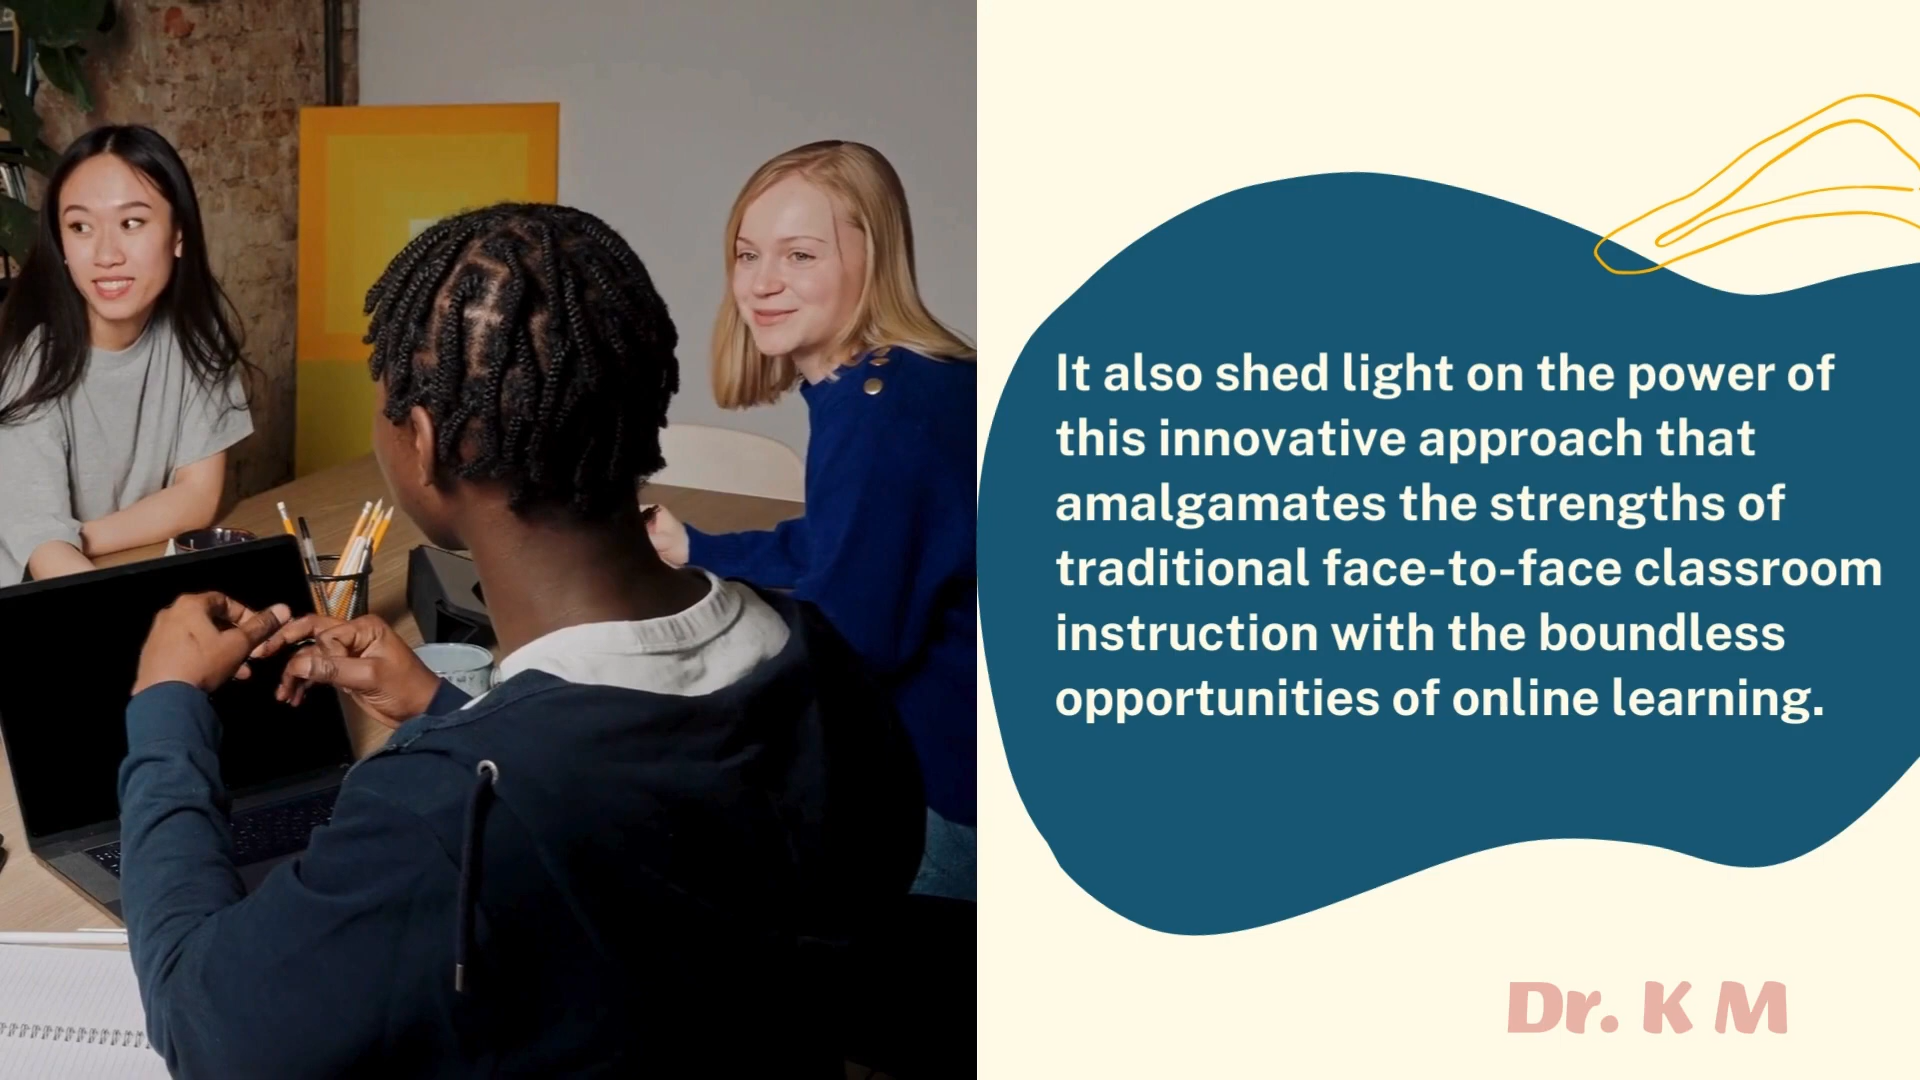 It also shed light on the power of
this innovative approach that
amalgamates the strengths of
traditional face-to-face classroom
instruction with the boundless
opportunities of online learning.
Dr. K M